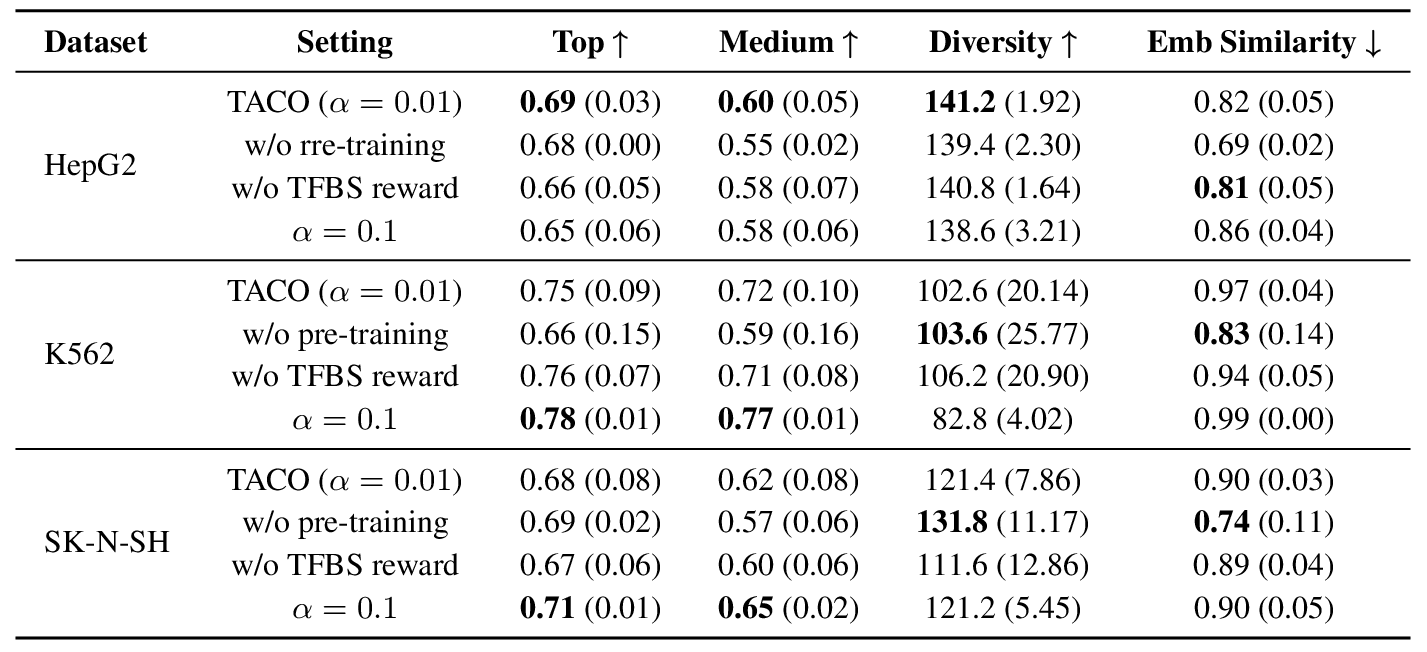 Dataset Setting Top ↑ Medium ↑ Diversity ↑ Emb Similarity ↓
TACO (α = 0.01) 0.69 (0.03) 0.60 (0.05) 141.2 (1.92) 0.82 (0.05)
w/o rre-training 0.68 (0.00) 0.55 (0.02) 139.4 (2.30) 0.69 (0.02)
HepG2
w/o TFBS reward 0.66 (0.05) 0.58 (0.07) 140.8 (1.64) 0.81 (0.05)
α = 0.1 0.65 (0.06) 0.58 (0.06) 138.6 (3.21) 0.86 (0.04)
TACO (α = 0.01) 0.75 (0.09) 0.72 (0.10) 102.6 (20.14) 0.97 (0.04)
w/o pre-training 0.66 (0.15) 0.59 (0.16) 103.6 (25.77) 0.83 (0.14)
K562
w/o TFBS reward 0.76 (0.07) 0.71 (0.08) 106.2 (20.90) 0.94 (0.05)
α = 0.1 0.78 (0.01) 0.77 (0.01) 82.8 (4.02) 0.99 (0.00)
TACO (α = 0.01) 0.68 (0.08) 0.62 (0.08) 121.4 (7.86) 0.90 (0.03)
w/o pre-training 0.69 (0.02) 0.57 (0.06) 131.8 (11.17) 0.74 (0.11)
SK-N-SH
w/o TFBS reward 0.67 (0.06) 0.60 (0.06) 111.6 (12.86) 0.89 (0.04)
α = 0.1 0.71 (0.01) 0.65 (0.02) 121.2 (5.45) 0.90 (0.05)